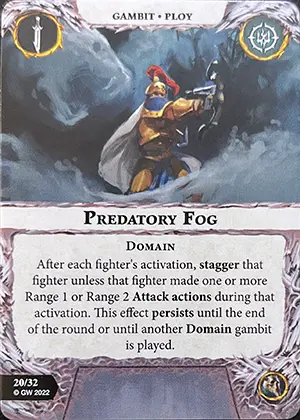 GAMBIT • PLOY
PREDATORY FOG
DOMAIN
After each fighter's activation, stagger that
fighter unless that fighter made one or more
Range 1 or Range 2 Attack actions during that
activation. This effect persists until the end
of the round or until another Domain gambit
is played.
20/32
© GW 2022